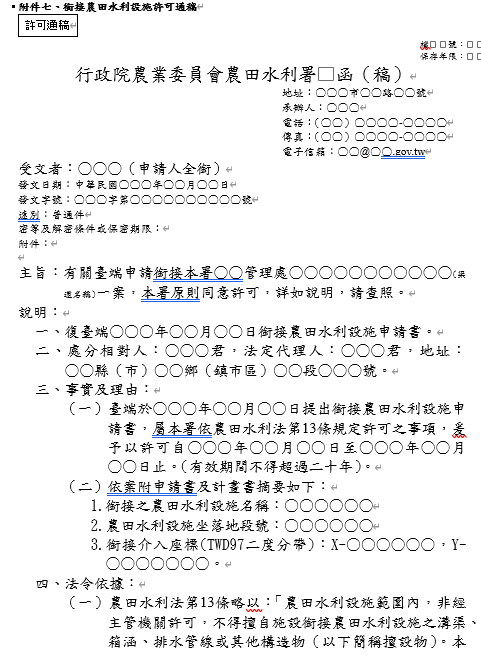 ▪ 附件七、銜接農田水利設施許可通稿
許可通稿
檔□□號：□□
保存年限：□□
行政院農業委員會農田水利署□函（稿）
地址：○○○市○○路○○號
承辦人：○○○
電話：(○○) ○○○○-○○○○
傳真：(○○) ○○○○-○○○○
電子信箱：○○@○○.gov.tw
受文者：○○○（申請人全銜）
發文日期：中華民國○○○年○○月○○日
發文字號：○○○字第○○○○○○○○○○號
速別：普通件
密等及解密條件或保密期限：
附件：
主旨：有關臺端申請銜接本署○○管理處○○○○○○○○○○○(渠
道名稱)一案，本署原則同意許可，詳如說明，請查照。
說明：
一、復臺端○○○年○○月○○日銜接農田水利設施申請書。
二、處分相對人：○○○君，法定代理人：○○○君，地址：
○○縣（市）○○鄉（鎮市區）○○段○○○號。
三、事實及理由：
（一）臺端於○○○年○○月○○日提出銜接農田水利設施申
請書，屬本署依農田水利法第13條規定許可之事項，爰
予以許可自○○○年○○月○○日至○○○年○○月
○○日止。（有效期間不得超過二十年）。
（二）依案附申請書及計畫書摘要如下：
1.銜接之農田水利設施名稱：○○○○○○
2.農田水利設施坐落地段號：○○○○○○
3.銜接介入座標(TWD97二度分帶)：X-○○○○○○，Y-
○○○○○○○。
四、法令依據：
（一）農田水利法第13條略以：「農田水利設施範圍內，非經
主管機關許可，不得擅自施設銜接農田水利設施之溝渠、
箱涵、排水管線或其他構造物（以下簡稱擅設物）。本